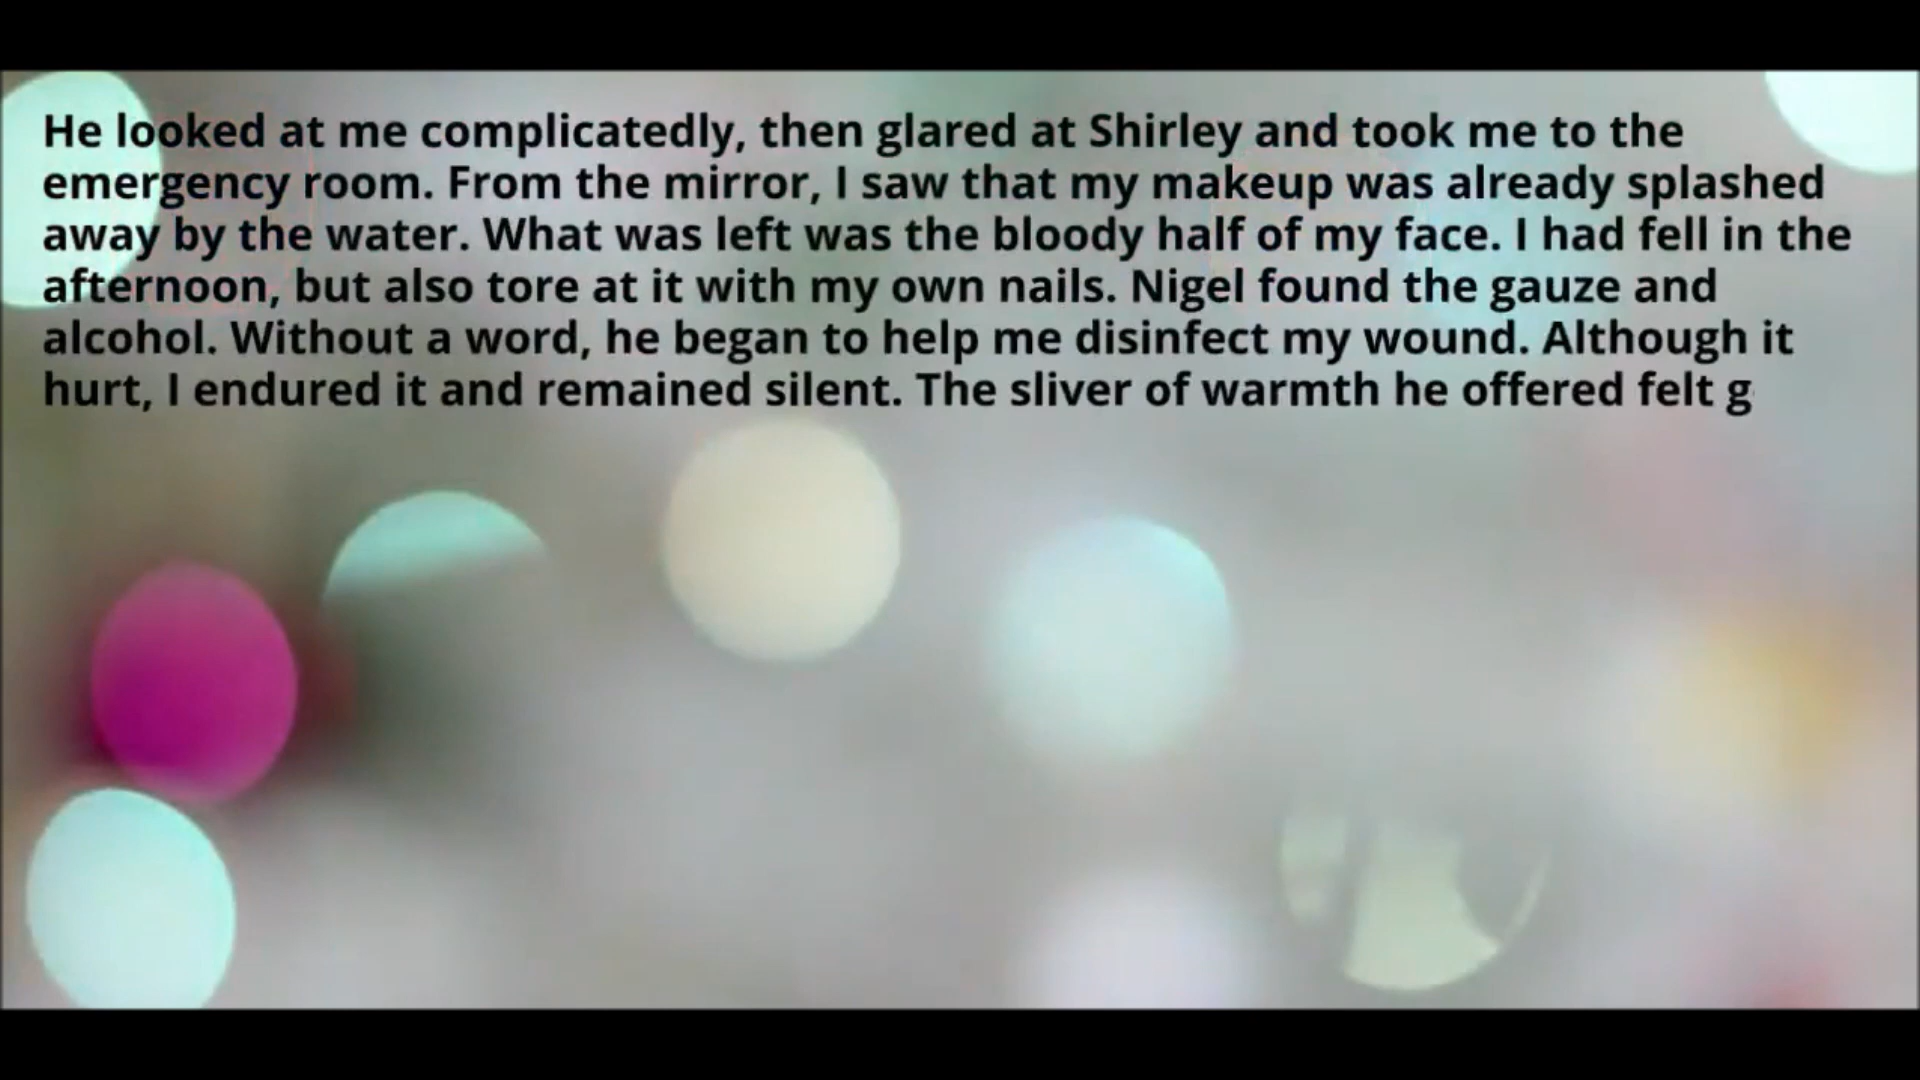 He looked at me complicatedly, then glared at Shirley and took me to the
emergency room. From the mirror, I saw that my makeup was already splashed
away by the water. What was left was the bloody half of my face. I had fell in the
afternoon, but also tore at it with my own nails. Nigel found the gauze and
alcohol. Without a word, he began to help me disinfect my wound. Although it
hurt, I endured it and remained silent. The sliver of warmth he offered felt g